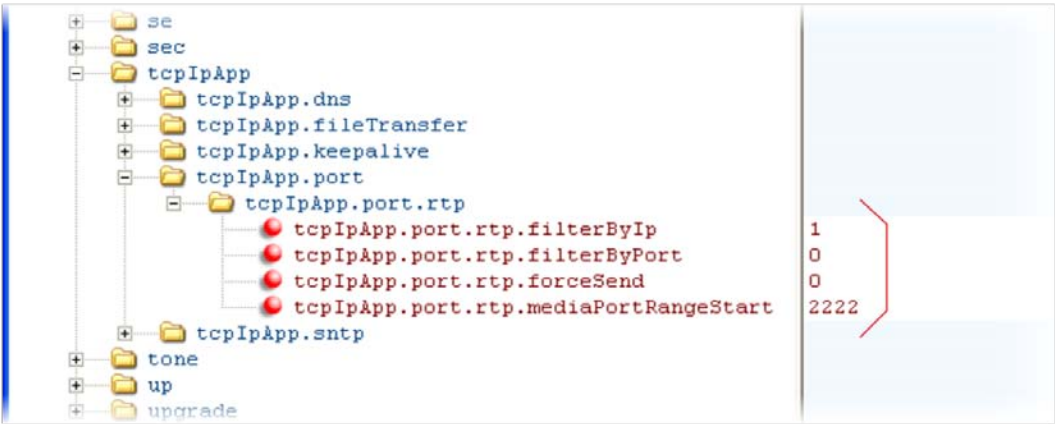 se
sec
tcpIpApp
tcpIpApp.dns
tcpIpApp.fileTransfer
tcpIpApp.keepalive
tcpIpApp.port
tcpIpApp.port.rtp
tcpIpApp.port.rtp.filterByIp 1
tcpIpApp.port.rtp.filterByPort 0
tcpIpApp.port.rtp.forceSend 0
tcpIpApp.port.rtp.mediaPortRangeStart 2222
tcpIpApp.sntp
tone
up
upgrade